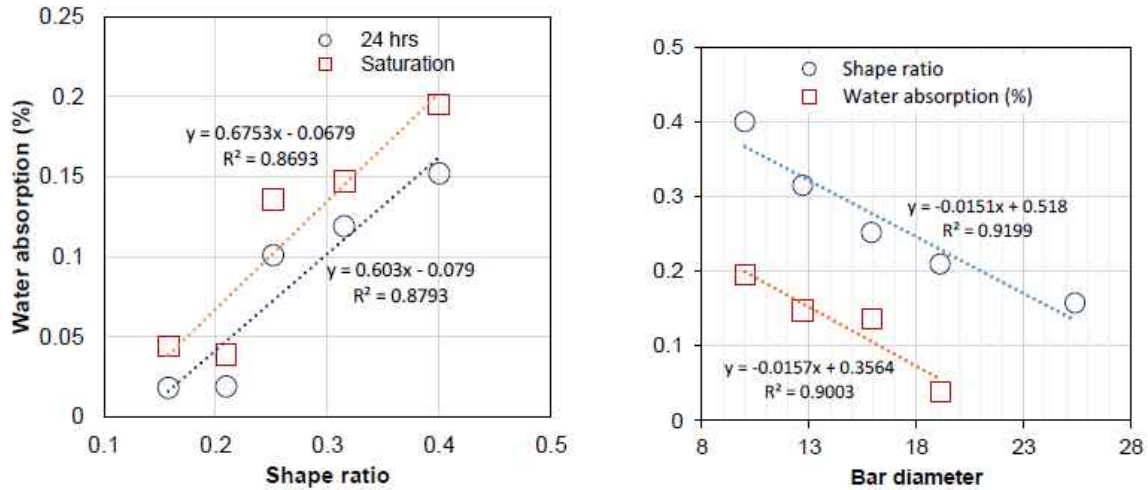 0.25
0.2
0.15
0.1
0.05
0
Water absorption (%)
24 hrs
Saturation
y = 0.6753x - 0.0679
R² = 0.8693
y = 0.603x - 0.079
R² = 0.8793
0.1 0.2 0.3 0.4 0.5
Shape ratio
0.5
0.4
0.3
0.2
0.1
0
Shape ratio
Water absorption (%)
y = -0.0151x + 0.518
R² = 0.9199
y = -0.0157x + 0.3564
R² = 0.9003
8 13 18 23 28
Bar diameter